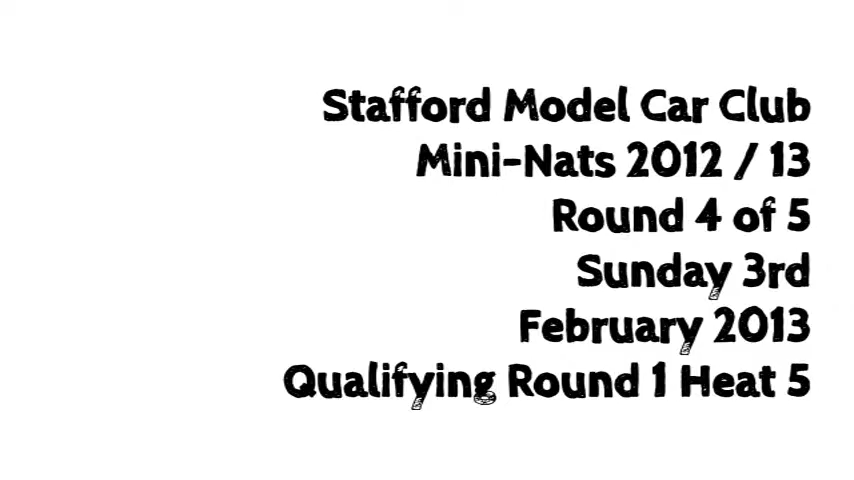 Stafford Model Car Club
Mini-Nats 2012 / 13
Round 4 of 5
Sunday 3rd
February 2013
Qualifying Round 1 Heat 5